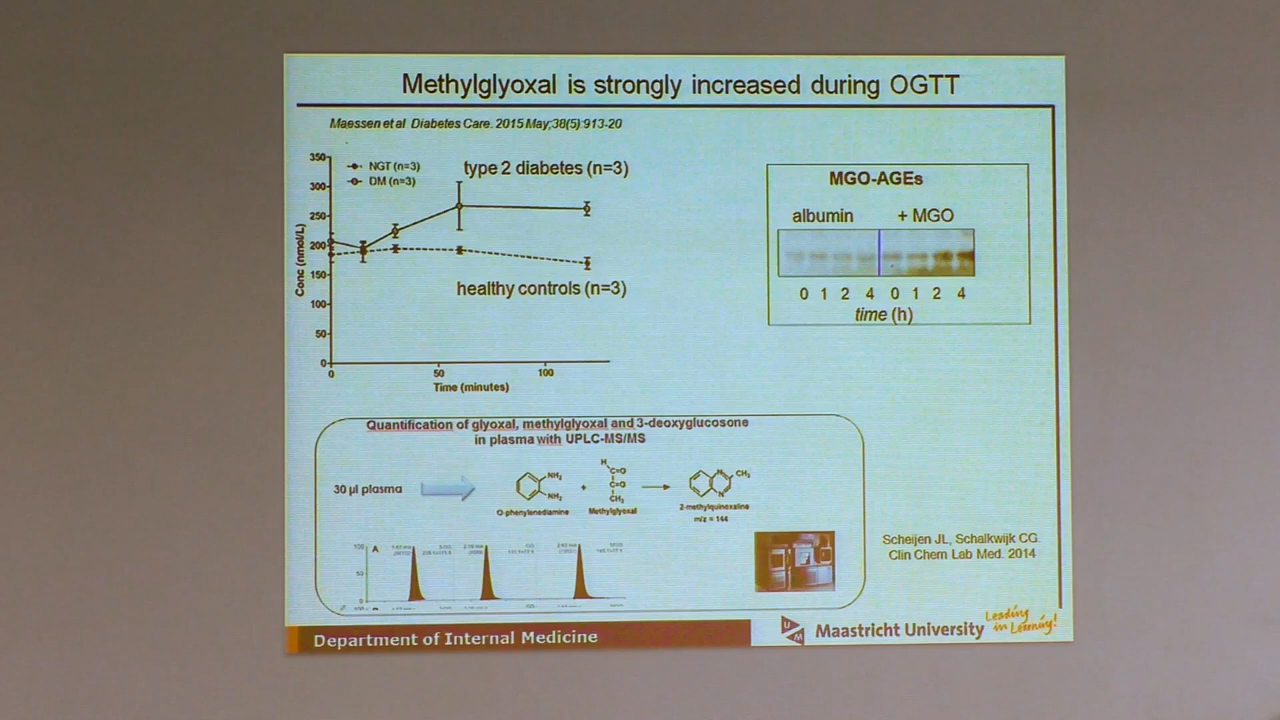 Methylglyoxal is strongly increased during OGTT
Maessen et al Diabetes Care. 2015 May;38(5):913-20
NGT (n=3)
DM (n=3)
type 2 diabetes (n=3)
healthy controls (n=3)
350
300
250
200
150
100
50
0
Conc (nmol/L)
0 50 100
Time (minutes)
MGO-AGEs
albumin + MGO
0 1 2 4 0 1 2 4
time (h)
Quantification of glyoxal, methylglyoxal and 3-deoxyglucosone
in plasma with UPLC-MS/MS
30 µl plasma
NH₂
NH₂
+
H
C=O
C=O
CH₃
N
N
CH₃
O-phenylenediamine
Methylglyoxal
2-methylquinoxaline
m/z = 144
100
50
0
A
Scheijen JL, Schalkwijk CG.
Clin Chem Lab Med. 2014
Department of Internal Medicine
U
M
Maastricht University
Leading
in Learning!